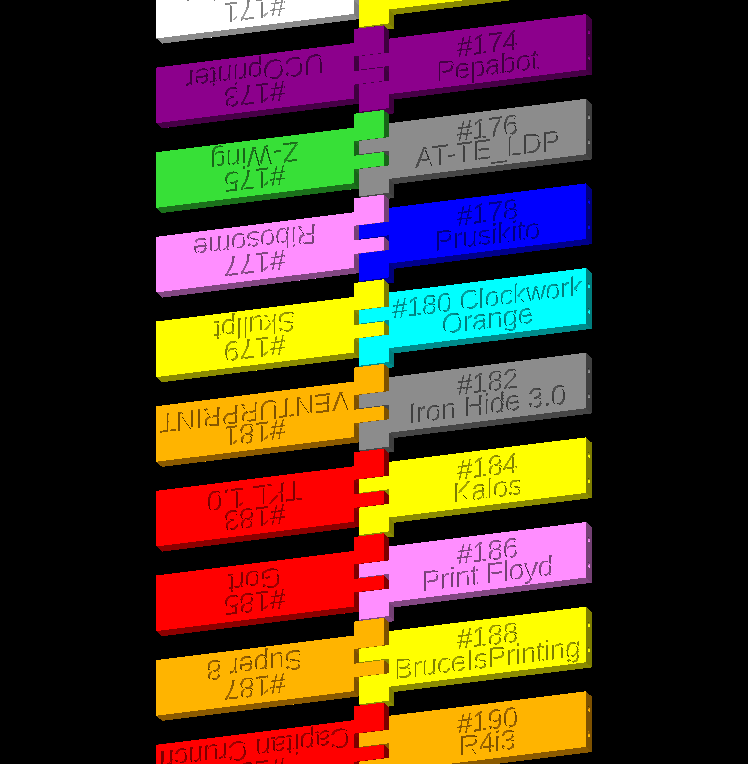 #171
#173
UCOprinter
#174
Pepabot
#175
Z-Wing
#176
AT-TE_LDP
#177
Ribosome
#178
Prusikito
#179
Skullpt
#180 Clockwork
Orange
#181
VENTURPRINT
#182
Iron Hide 3.0
#183
TKL 1.0
#184
Kalos
#185
Gort
#186
Print Floyd
#187
Super 8
#188
BruceIsPrinting
Capitan Crunch
#190
R4i3